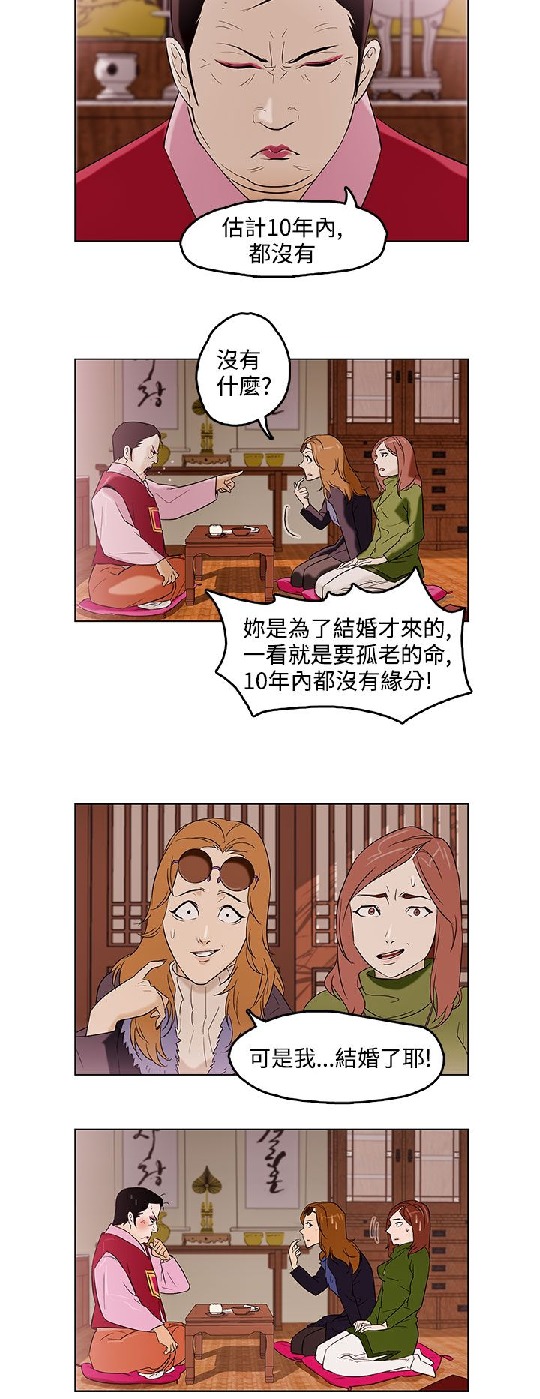 估計10年內,
都沒有
沒有
什麼?
妳是為了結婚才來的,
一看就是要孤老的命,
10年內都沒有緣分!
可是我...結婚了耶!